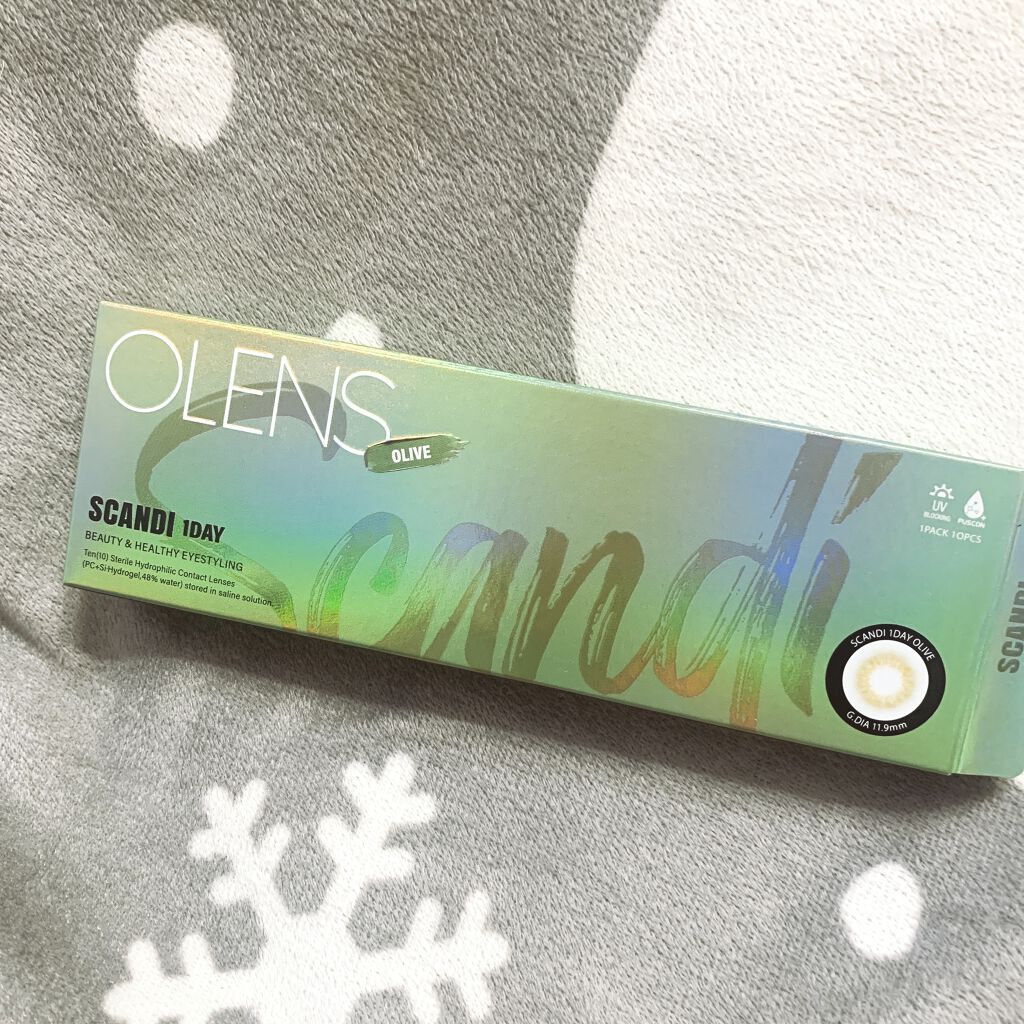 OLENS
OLIVE
Scandi
SCANDI 1DAY
BEAUTY & HEALTHY EYESTYLING
Ten(10) Sterile Hydrophilic Contact Lenses
(PC+Si-Hydrogel,48% water) stored in saline solution.
UV
BLOCKING
PUSCON
1PACK 10PCS
SCANDI 1DAY OLIVE
G.DIA 11.9mm
SCANDI